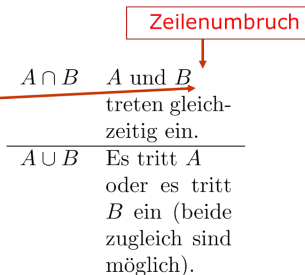 Zeilenumbruch
A ∩ B A und B
treten gleich-
zeitig ein.
A ∪ B Es tritt A
oder es tritt
B ein (beide
zugleich sind
möglich).